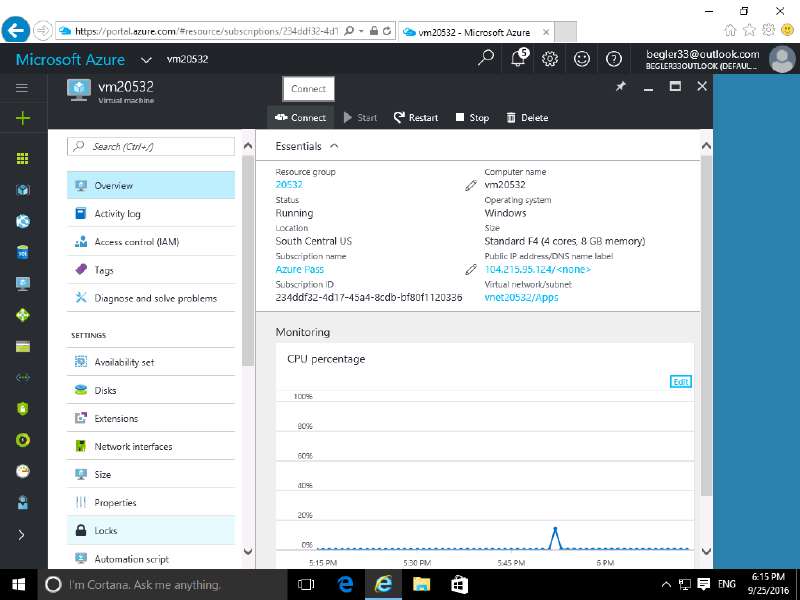 https://portal.azure.com/#resource/subscriptions/234ddf32-4d1
vm20532 - Microsoft Azure
Microsoft Azure
vm20532
5
begler33@outlook.com
BEGLER33OUTLOOK (DEFAUL...
vm20532
Virtual machine
Connect
Connect
Start
Restart
Stop
Delete
Search (Ctrl+/)
Overview
Activity log
Access control (IAM)
Tags
Diagnose and solve problems
SETTINGS
Availability set
Disks
Extensions
Network interfaces
Size
Properties
Locks
Automation script
Essentials
Resource group
20532
Status
Running
Location
South Central US
Subscription name
Azure Pass
Subscription ID
234ddf32-4d17-45a4-8cdb-bf80f1120336
Computer name
vm20532
Operating system
Windows
Size
Standard F4 (4 cores, 8 GB memory)
Public IP address/DNS name label
104.215.95.124/<none>
Virtual network/subnet
vnet20532/Apps
Monitoring
CPU percentage
Edit
100%
80%
60%
40%
20%
0%
5:15 PM
5:30 PM
5:45 PM
6 PM
I'm Cortana. Ask me anything.
ENG
6:15 PM
9/25/2016